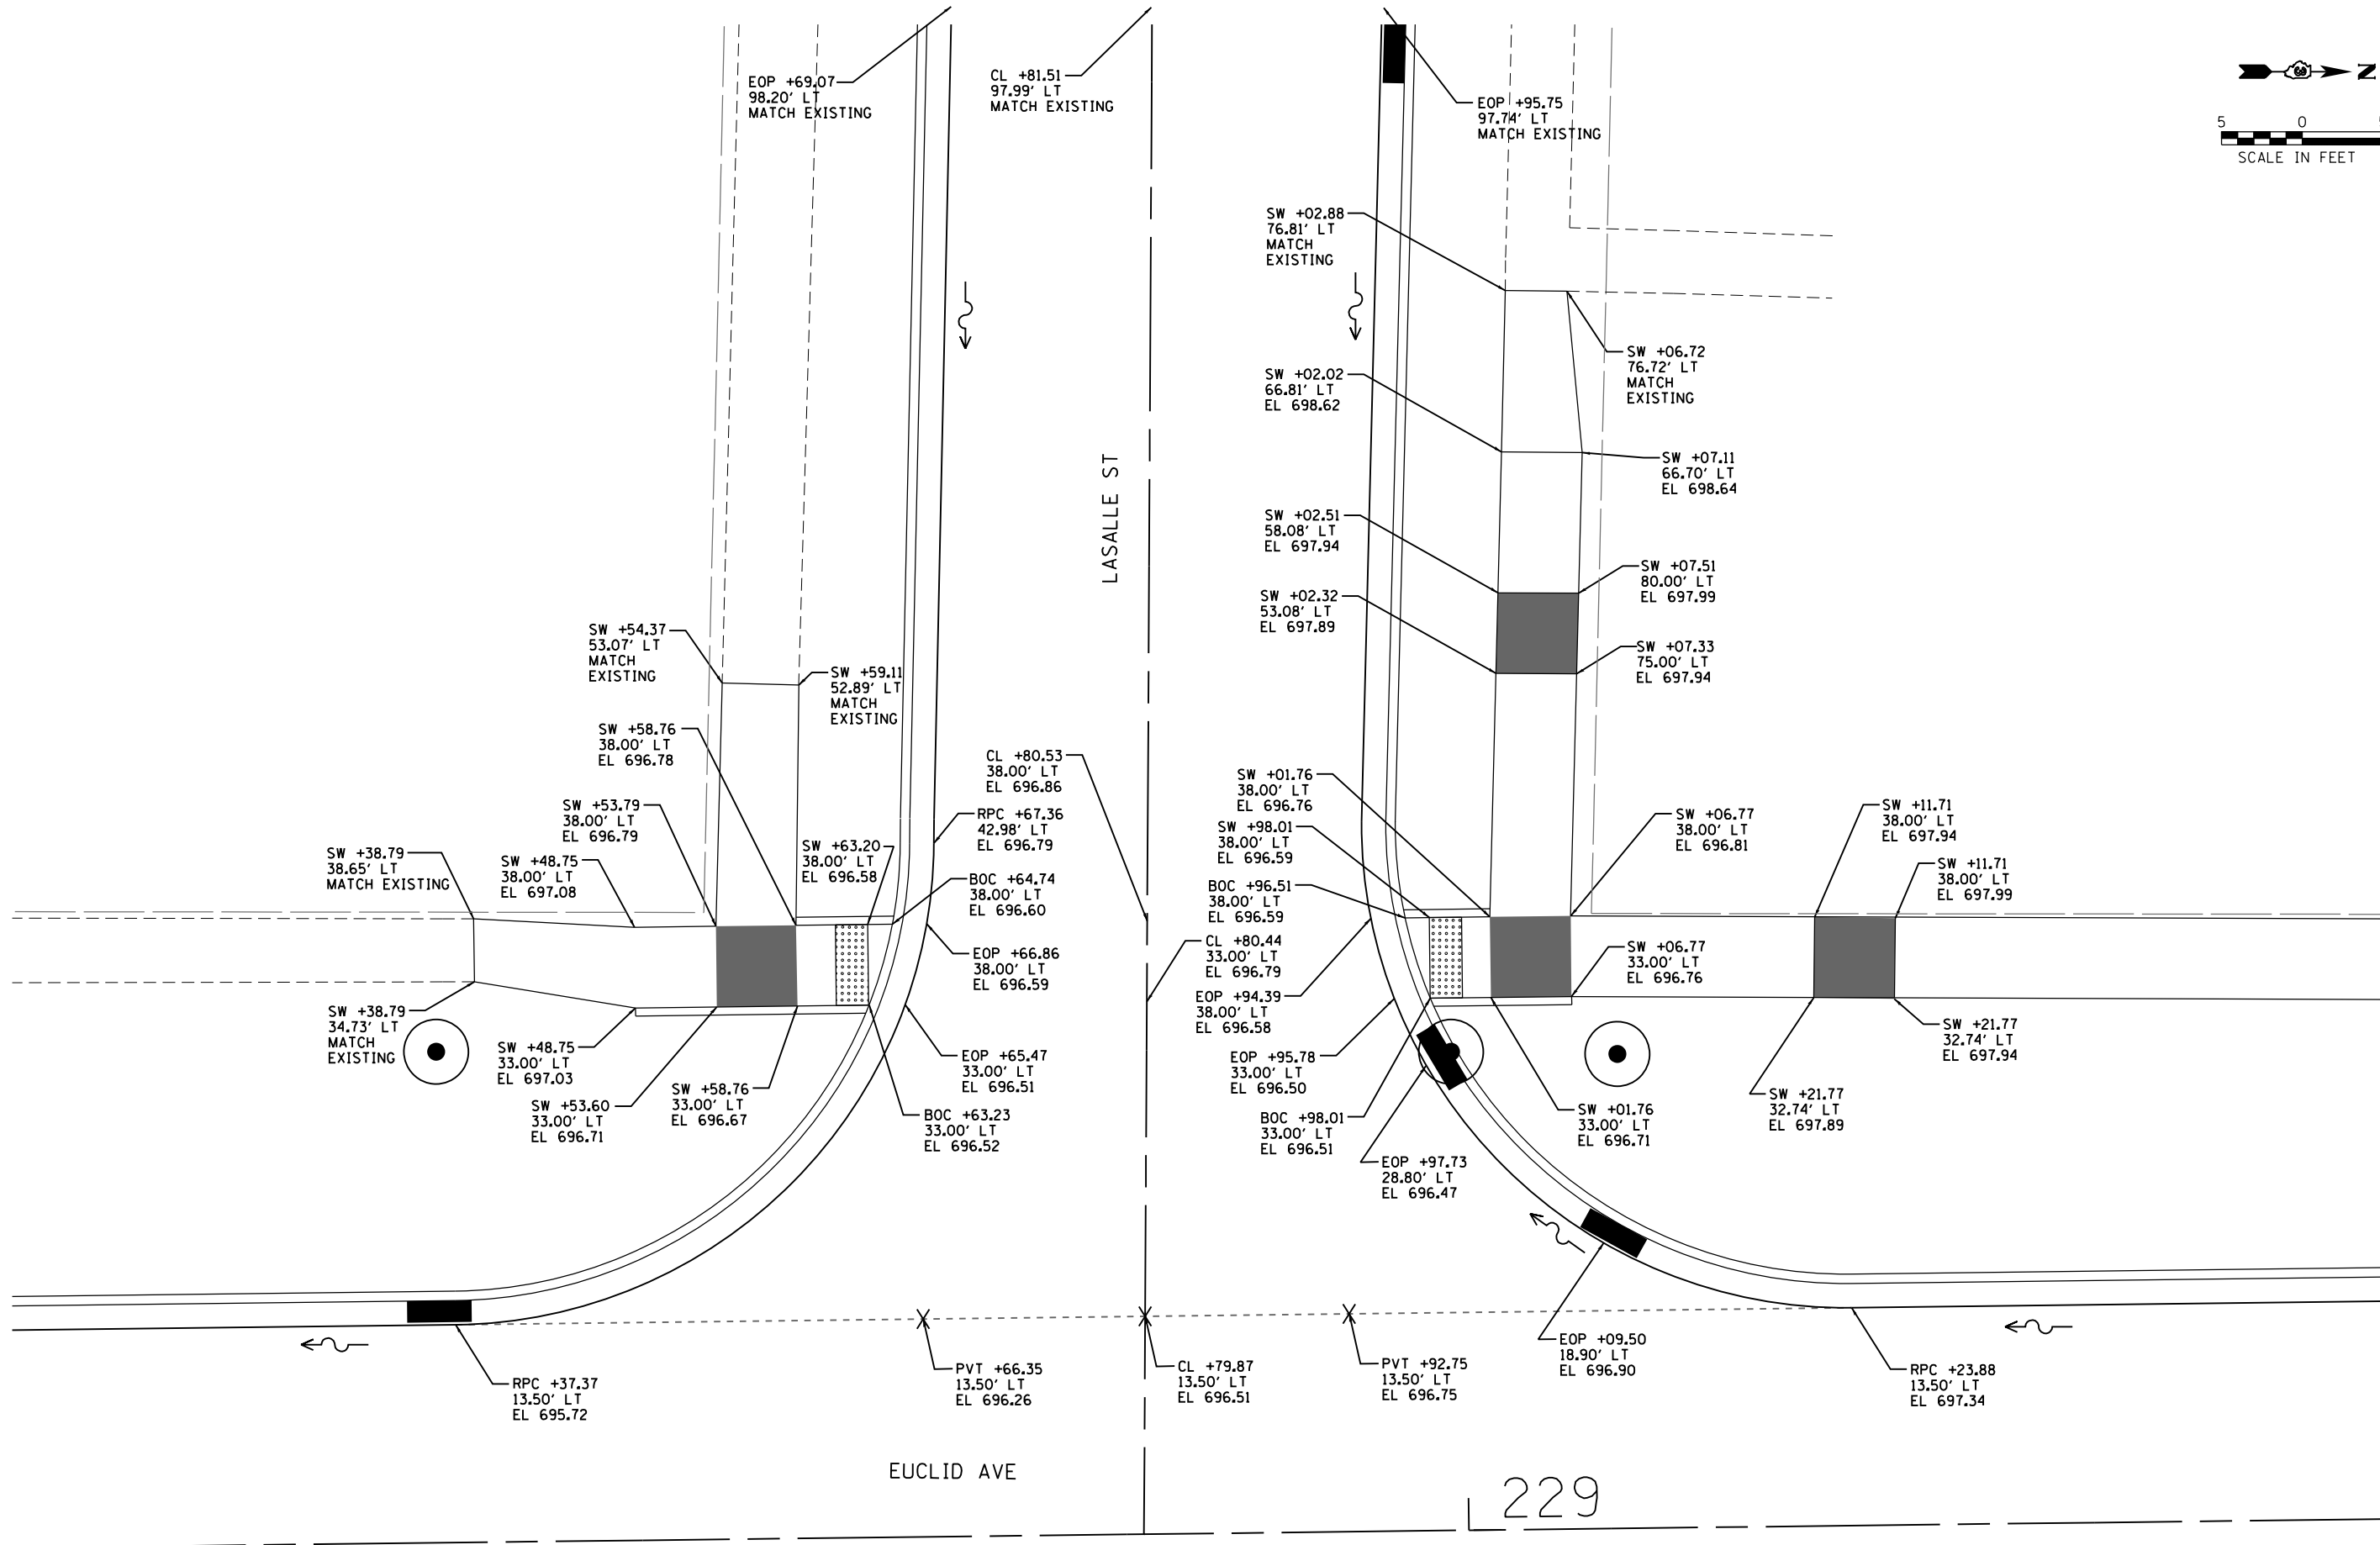 EOP +69.07
98.20' LT
MATCH EXISTING
CL +81.51
97.99' LT
MATCH EXISTING
EOP +95.75
97.74' LT
MATCH EXISTING
N
5 0
SCALE IN FEET
SW +02.88
76.81' LT
MATCH
EXISTING
SW +06.72
76.72' LT
MATCH
EXISTING
SW +02.02
66.81' LT
EL 698.62
SW +07.11
66.70' LT
EL 698.64
LASALLE ST
SW +02.51
58.08' LT
EL 697.94
SW +07.51
80.00' LT
EL 697.99
SW +02.32
53.08' LT
EL 697.89
SW +07.33
75.00' LT
EL 697.94
SW +54.37
53.07' LT
MATCH
EXISTING
SW +59.11
52.89' LT
MATCH
EXISTING
SW +58.76
38.00' LT
EL 696.78
CL +80.53
38.00' LT
EL 696.86
SW +01.76
38.00' LT
EL 696.76
SW +53.79
38.00' LT
EL 696.79
RPC +67.36
42.98' LT
EL 696.79
SW +98.01
38.00' LT
EL 696.59
SW +06.77
38.00' LT
EL 696.81
SW +11.71
38.00' LT
EL 697.94
SW +38.79
38.65' LT
MATCH EXISTING
SW +48.75
38.00' LT
EL 697.08
SW +63.20
38.00' LT
EL 696.58
BOC +64.74
38.00' LT
EL 696.60
BOC +96.51
38.00' LT
EL 696.59
SW +11.71
38.00' LT
EL 697.99
EOP +66.86
38.00' LT
EL 696.59
CL +80.44
33.00' LT
EL 696.79
SW +06.77
33.00' LT
EL 696.76
EOP +94.39
38.00' LT
EL 696.58
SW +38.79
34.73' LT
MATCH
EXISTING
SW +48.75
33.00' LT
EL 697.03
EOP +65.47
33.00' LT
EL 696.51
EOP +95.78
33.00' LT
EL 696.50
SW +21.77
32.74' LT
EL 697.94
SW +53.60
33.00' LT
EL 696.71
SW +58.76
33.00' LT
EL 696.67
BOC +63.23
33.00' LT
EL 696.52
BOC +98.01
33.00' LT
EL 696.51
SW +01.76
33.00' LT
EL 696.71
SW +21.77
32.74' LT
EL 697.89
EOP +97.73
28.80' LT
EL 696.47
RPC +37.37
13.50' LT
EL 695.72
PVT +66.35
13.50' LT
EL 696.26
CL +79.87
13.50' LT
EL 696.51
PVT +92.75
13.50' LT
EL 696.75
EOP +09.50
18.90' LT
EL 696.90
RPC +23.88
13.50' LT
EL 697.34
EUCLID AVE
229